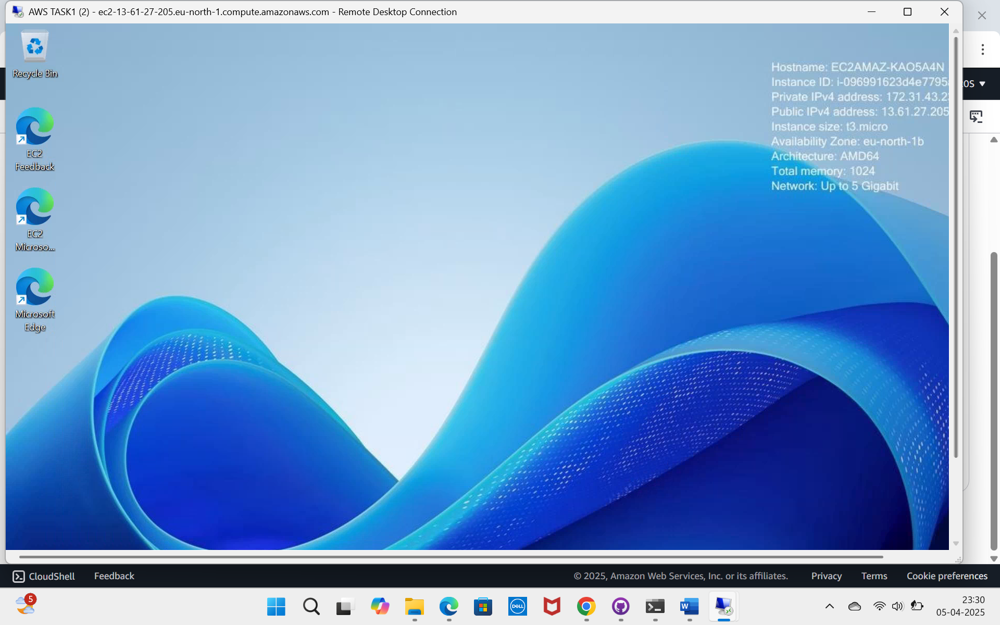 AWS TASK1 (2) - ec2-13-61-27-205.eu-north-1.compute.amazonaws.com - Remote Desktop Connection
Recycle Bin
EC2
Feedback
EC2
Microso...
Microsoft
Edge
Hostname: EC2AMAZ-KAO5A4N
Instance ID: i-096991623d4e7795
Private IPv4 address: 172.31.43.2
Public IPv4 address: 13.61.27.205
Instance size: t3.micro
Availability Zone: eu-north-1b
Architecture: AMD64
Total memory: 1024
Network: Up to 5 Gigabit
os
CloudShell
Feedback
© 2025, Amazon Web Services, Inc. or its affiliates.
Privacy
Terms
Cookie preferences
5
DELL
W
23:30
05-04-2025